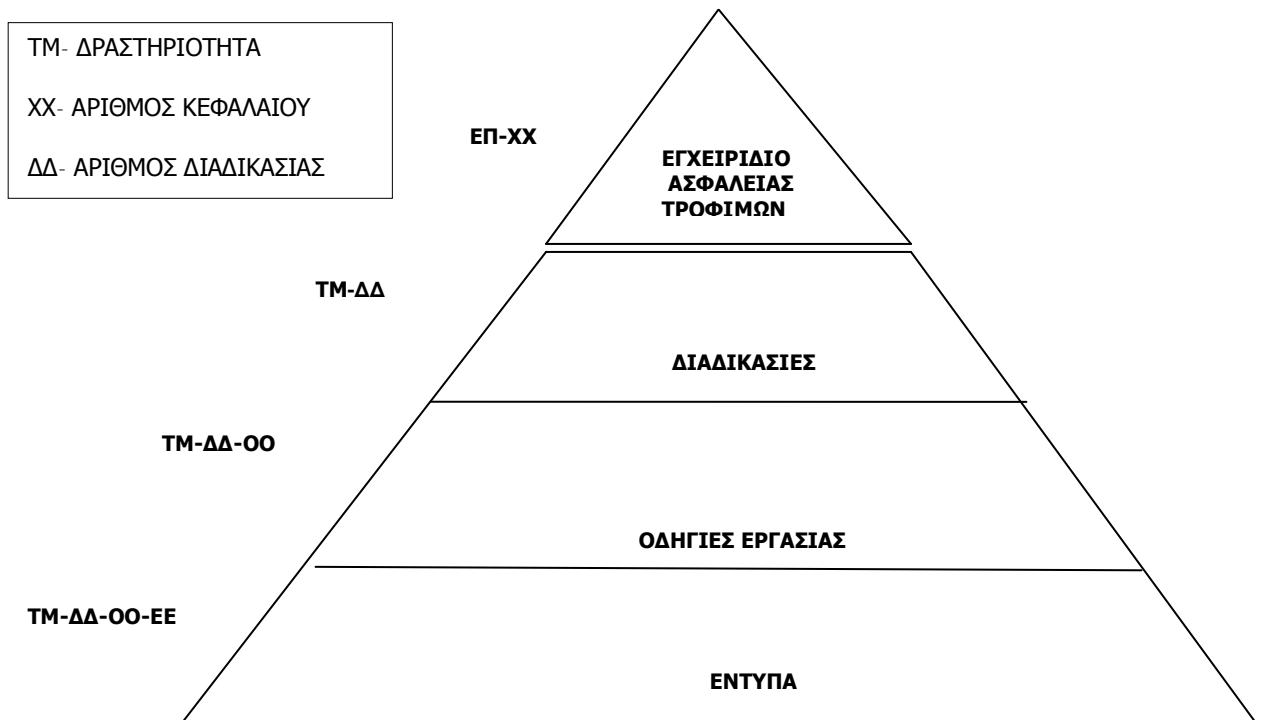 ΤΜ- ΔΡΑΣΤΗΡΙΟΤΗΤΑ
ΧΧ- ΑΡΙΘΜΟΣ ΚΕΦΑΛΑΙΟΥ
ΔΔ- ΑΡΙΘΜΟΣ ΔΙΑΔΙΚΑΣΙΑΣ
ΕΠ-ΧΧ
ΕΓΧΕΙΡΙΔΙΟ
ΑΣΦΑΛΕΙΑΣ
ΤΡΟΦΙΜΩΝ
ΤΜ-ΔΔ
ΔΙΑΔΙΚΑΣΙΕΣ
ΤΜ-ΔΔ-ΟΟ
ΟΔΗΓΙΕΣ ΕΡΓΑΣΙΑΣ
ΤΜ-ΔΔ-ΟΟ-ΕΕ
ΕΝΤΥΠΑ